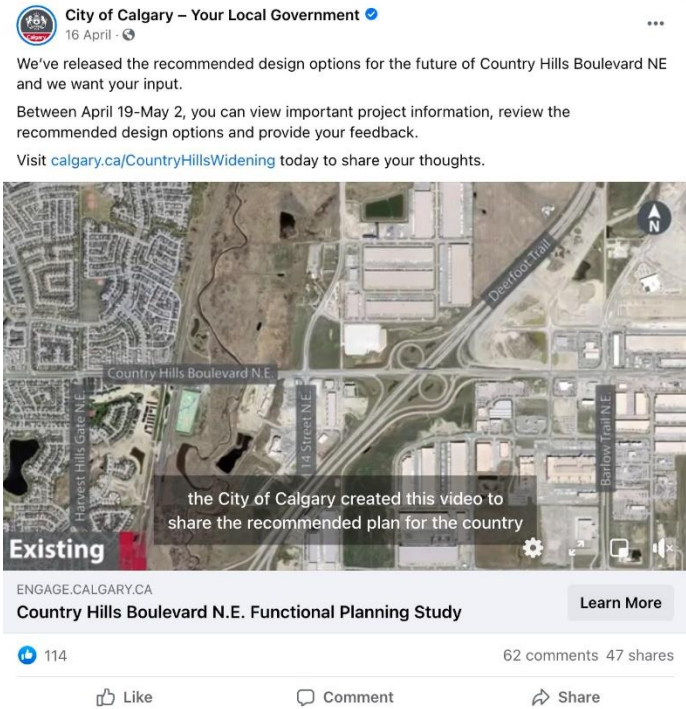 City of Calgary – Your Local Government
16 April ·
We've released the recommended design options for the future of Country Hills Boulevard NE
and we want your input.
Between April 19-May 2, you can view important project information, review the
recommended design options and provide your feedback.
Visit calgary.ca/CountryHillsWidening today to share your thoughts.
N
Deerfoot Trail
Country Hills Boulevard N.E.
Harvest Hills Gate N.E.
14 Street N.E.
Barlow Trail N.E.
the City of Calgary created this video to
share the recommended plan for the country
Existing
ENGAGE.CALGARY.CA
Country Hills Boulevard N.E. Functional Planning Study
Learn More
114
62 comments 47 shares
Like
Comment
Share